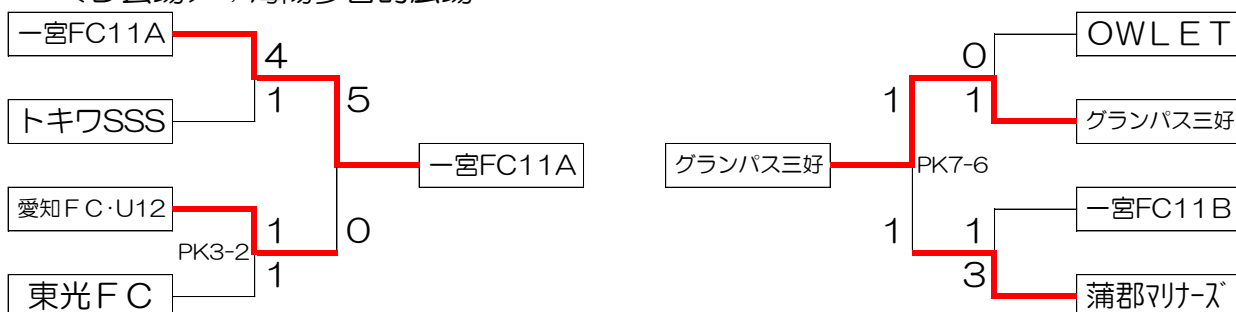 一宮FC11A
4
1
トキワSSS
5
一宮FC11A
愛知FC・U12
1
0
PK3-2
1
東光FC
OWLET
0
1
1
グランパス三好
グランパス三好
PK7-6
一宮FC11B
1
1
3
蒲郡マリナーズ